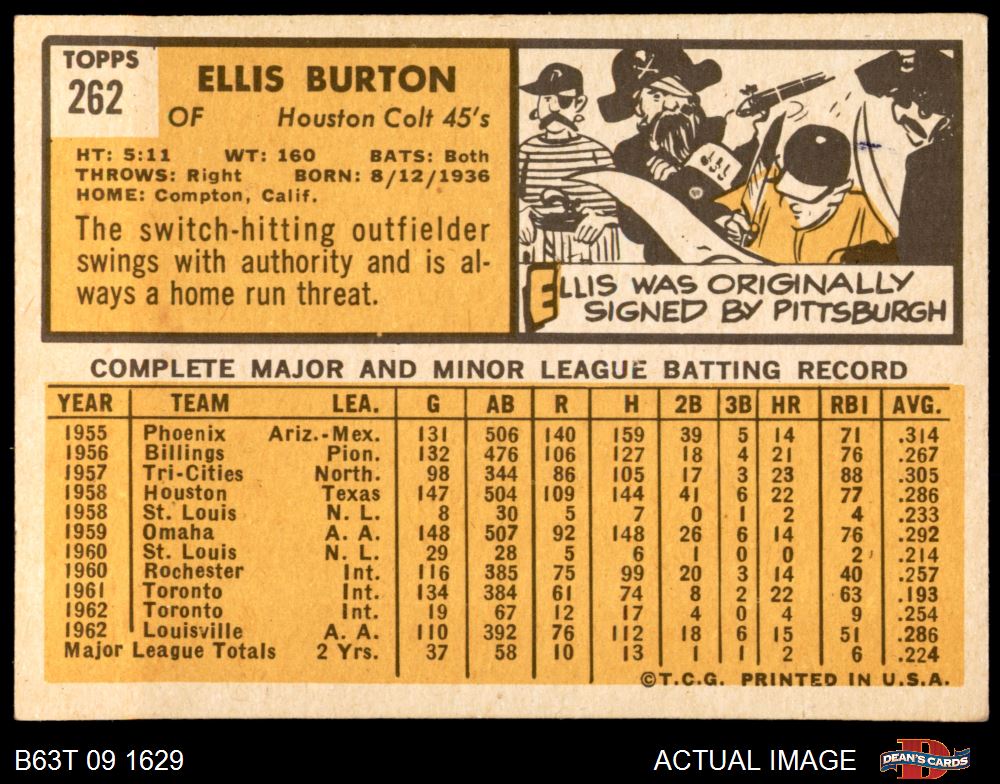 TOPPS
262
ELLIS BURTON
OF Houston Colt 45's
HT: 5:11 WT: 160 BATS: Both
THROWS: Right BORN: 8/12/1936
HOME: Compton, Calif.
The switch-hitting outfielder
swings with authority and is al-
ways a home run threat.
P
ELLIS WAS ORIGINALLY
SIGNED BY PITTSBURGH
COMPLETE MAJOR AND MINOR LEAGUE BATTING RECORD
YEAR TEAM LEA. G AB R H 2B 3B HR RBI AVG.
1955 Phoenix Ariz.-Mex. 131 506 140 159 39 5 14 71 .314
1956 Billings Pion. 132 476 106 127 18 4 21 76 .267
1957 Tri-Cities North. 98 344 86 105 17 3 23 88 .305
1958 Houston Texas 147 504 109 144 41 6 22 77 .286
1958 St. Louis N. L. 8 30 5 7 0 1 2 4 .233
1959 Omaha A. A. 148 507 92 148 26 6 14 76 .292
1960 St. Louis N. L. 29 28 5 6 1 0 0 2 .214
1960 Rochester Int. 116 385 75 99 20 3 14 40 .257
1961 Toronto Int. 134 384 61 74 8 2 22 63 .193
1962 Toronto Int. 19 67 12 17 4 0 4 9 .254
1962 Louisville A. A. 110 392 76 112 18 6 15 51 .286
Major League Totals 2 Yrs. 37 58 10 13 1 1 2 6 .224
©T.C.G. PRINTED IN U.S.A.
B63T 09 1629 ACTUAL IMAGE DEAN'S CARDS